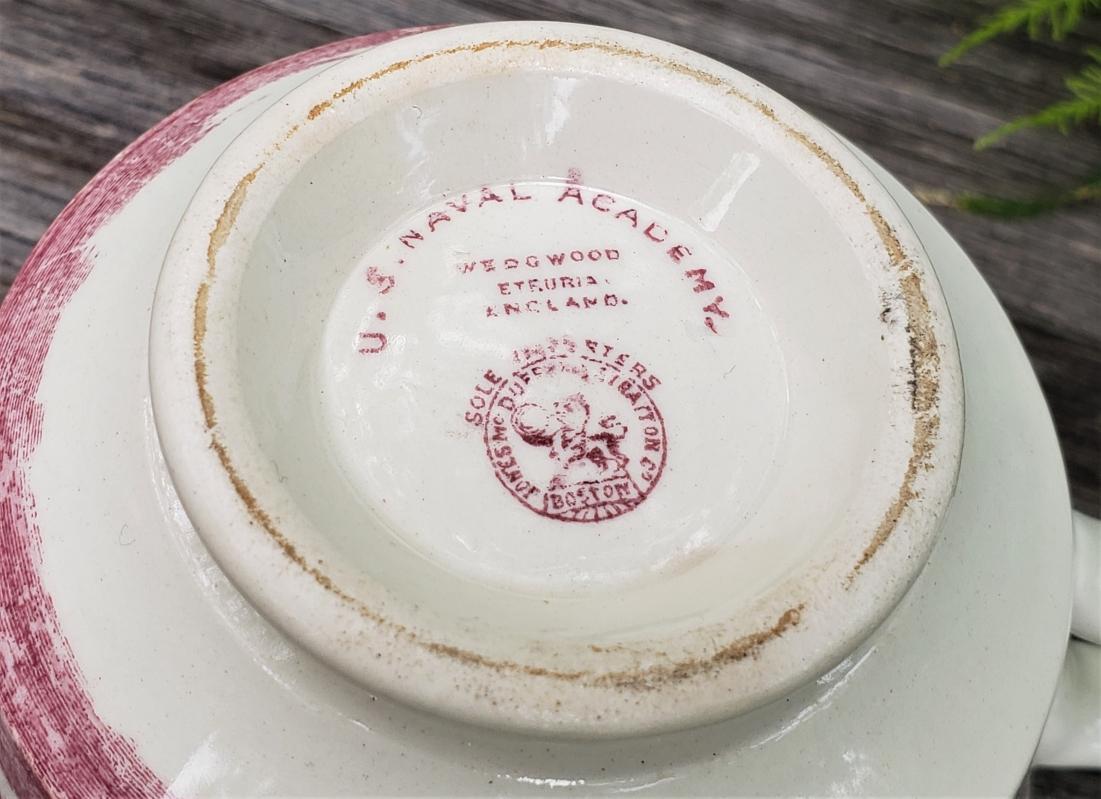 U. S. NAVAL ACADEMY.
WEDGWOOD
ETRURIA.
ENGLAND.
SOLE IMPORTERS
JONES, MCDUFFEE & STRATTON CO
BOSTON